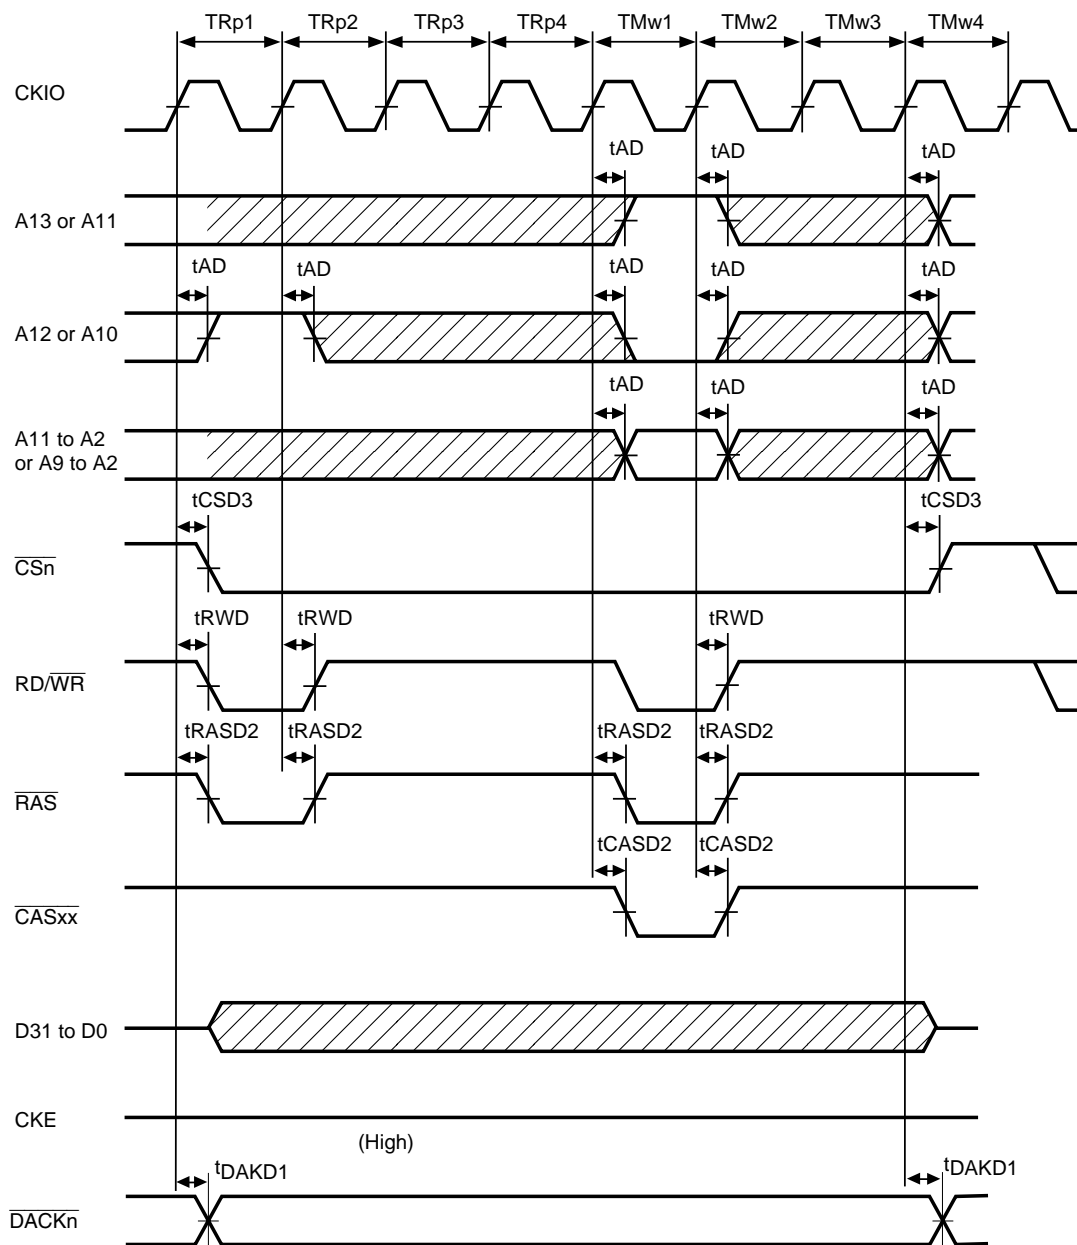 TRp1 TRp2 TRp3 TRp4 TMw1 TMw2 TMw3 TMw4
CKIO
tAD tAD tAD
A13 or A11
tAD tAD tAD tAD tAD
A12 or A10
tAD tAD tAD
A11 to A2
or A9 to A2
tCSD3 tCSD3
CSn
tRWD tRWD tRWD
RD/WR
tRASD2 tRASD2 tRASD2 tRASD2
RAS
tCASD2 tCASD2
CASxx
D31 to D0
CKE
(High)
tDAKD1 tDAKD1
DACKn